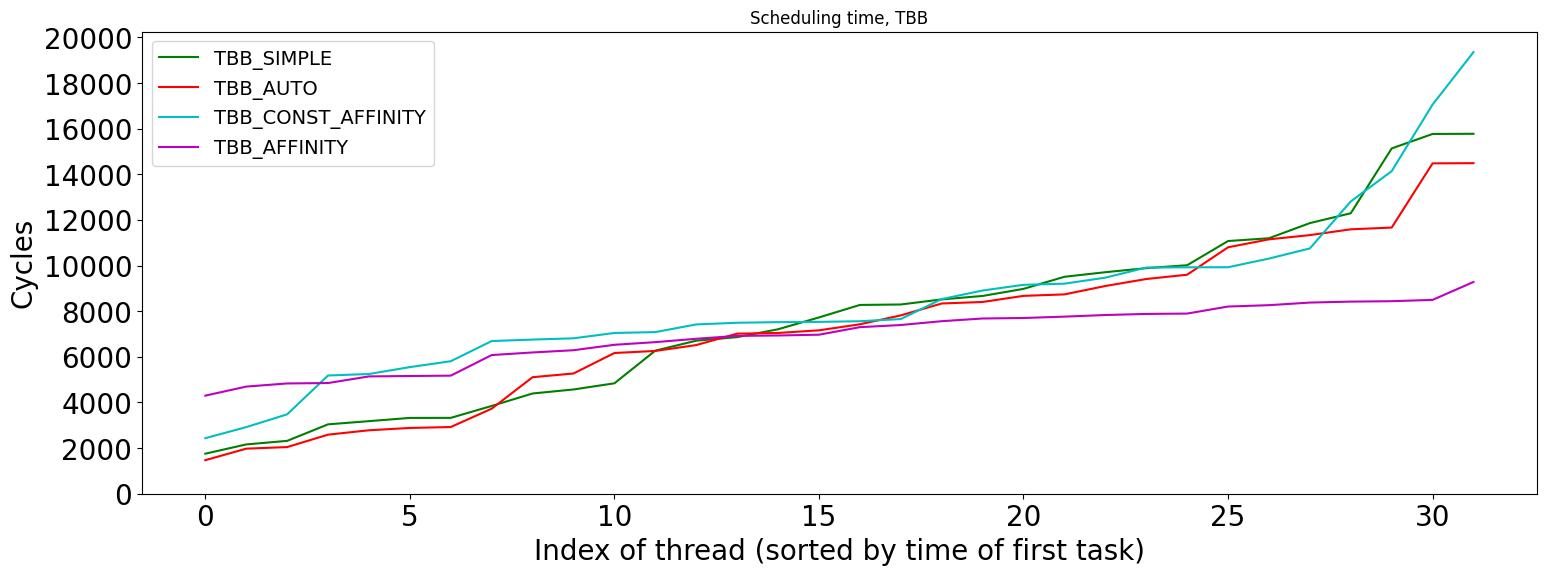 Scheduling time, TBB
20000
18000
16000
14000
12000
10000
8000
6000
4000
2000
0
Cycles
TBB_SIMPLE
TBB_AUTO
TBB_CONST_AFFINITY
TBB_AFFINITY
0 5 10 15 20 25 30
Index of thread (sorted by time of first task)